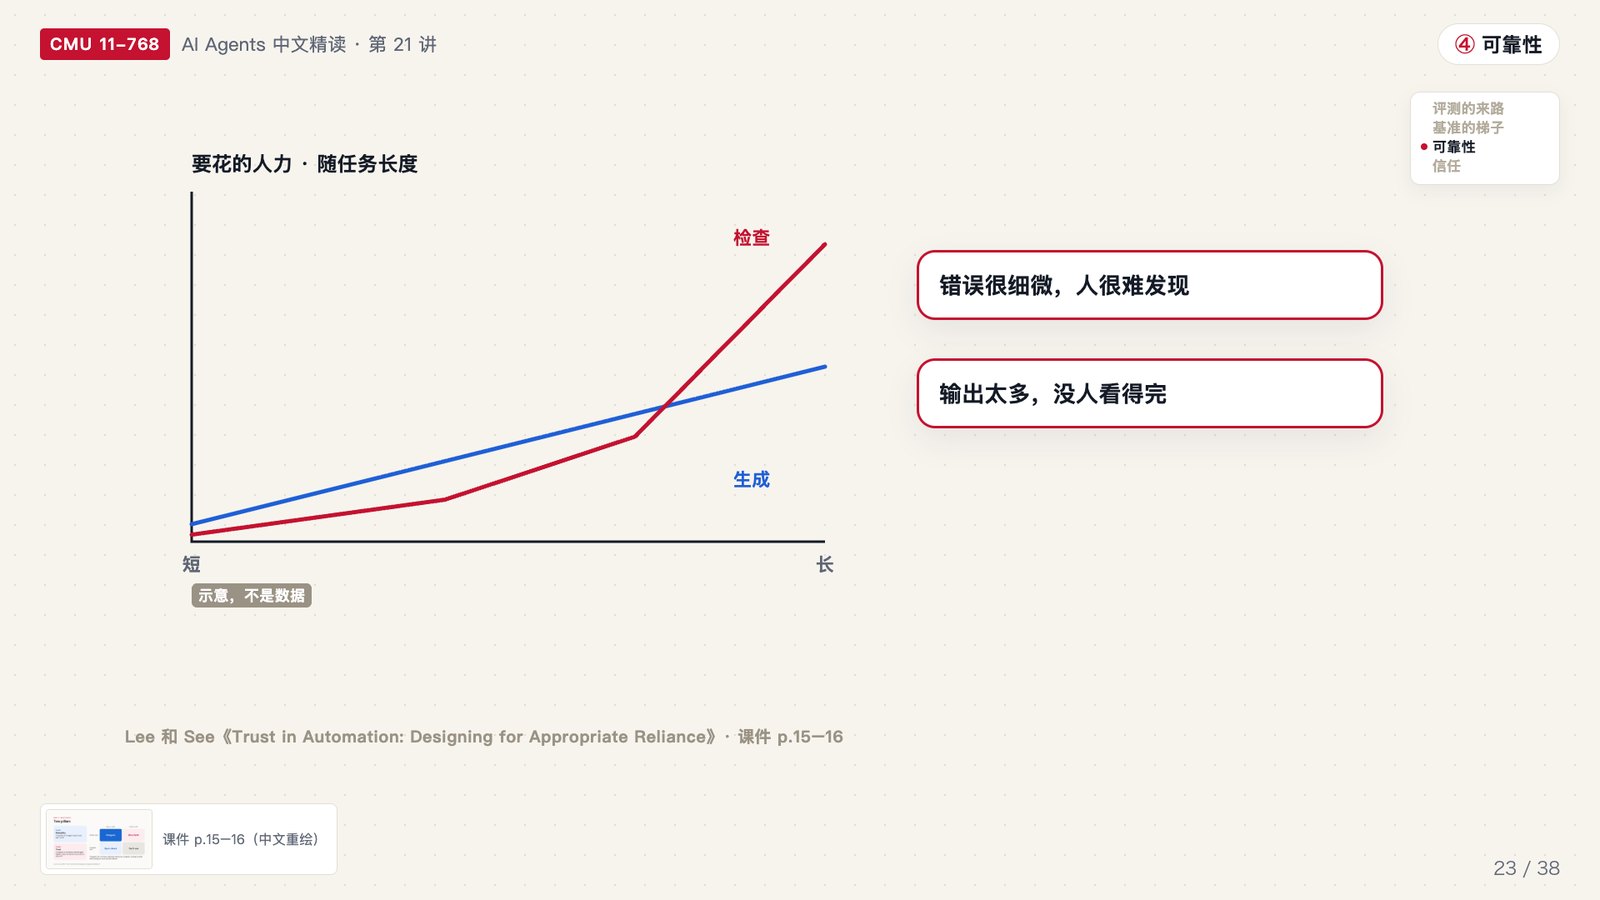 CMU 11-768
AI Agents 中文精读 · 第 21 讲
④ 可靠性
评测的来路
基准的梯子
可靠性
信任
要花的人力 · 随任务长度
检查
生成
短
长
示意，不是数据
错误很细微，人很难发现
输出太多，没人看得完
Lee 和 See《Trust in Automation: Designing for Appropriate Reliance》· 课件 p.15—16
课件 p.15—16（中文重绘）
23 / 38